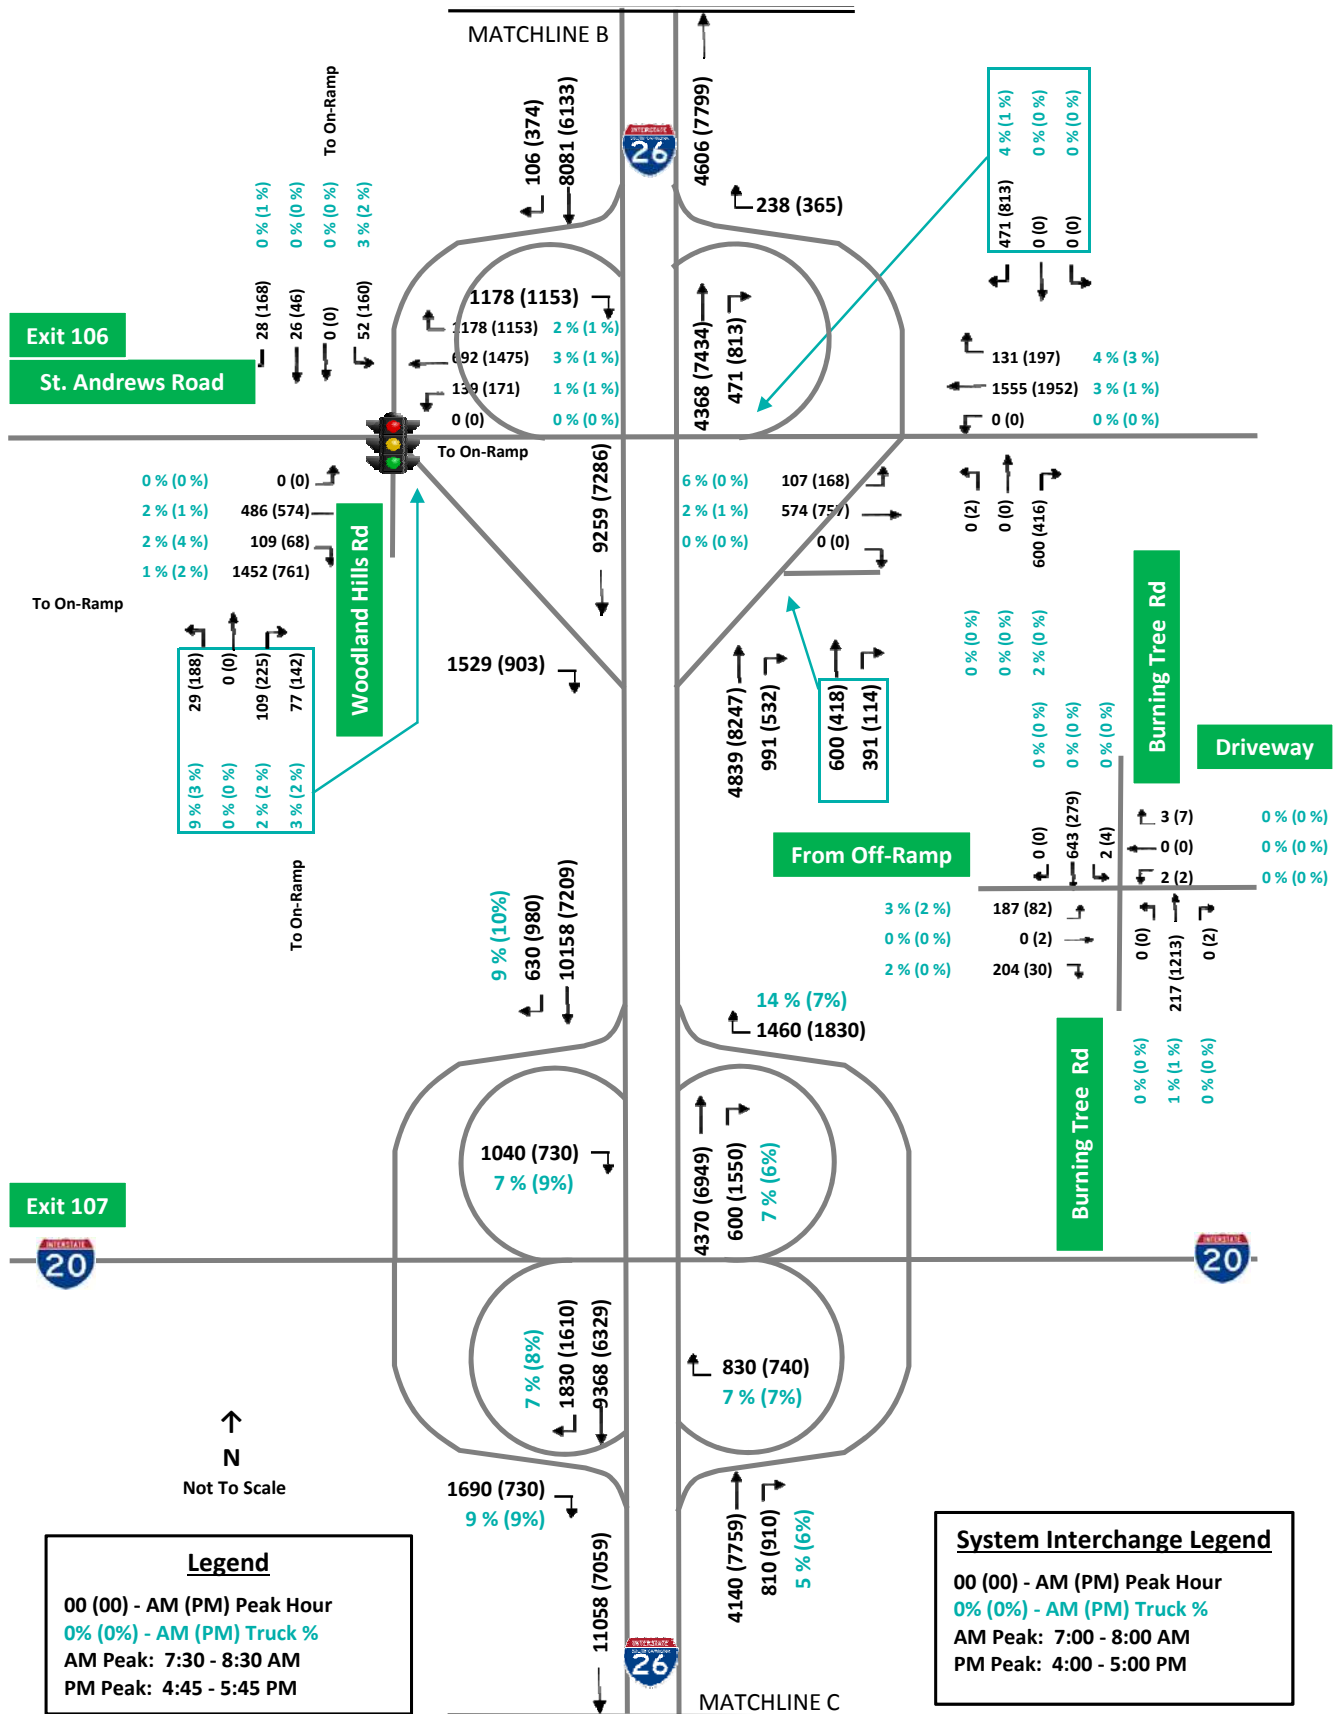 MATCHLINE B
INTERSTATE
26
To On-Ramp
106 (374)
8081 (6133)
4606 (7799)
238 (365)
4 % (1 %)
0 % (0 %)
0 % (0 %)
471 (813)
0 (0)
0 (0)
0 % (1 %)
0 % (0 %)
0 % (0 %)
3 % (2 %)
28 (168)
26 (46)
0 (0)
52 (160)
Exit 106
St. Andrews Road
1178 (1153)
1178 (1153) 2 % (1 %)
692 (1475) 3 % (1 %)
139 (171) 1 % (1 %)
0 (0) 0 % (0 %)
To On-Ramp
4368 (7434)
471 (813)
131 (197) 4 % (3 %)
1555 (1952) 3 % (1 %)
0 (0) 0 % (0 %)
0 % (0 %) 0 (0)
2 % (1 %) 486 (574)
2 % (4 %) 109 (68)
1 % (2 %) 1452 (761)
To On-Ramp
Woodland Hills Rd
9259 (7286)
6 % (0 %) 107 (168)
2 % (1 %) 574 (757)
0 % (0 %) 0 (0)
0 (2)
0 (0)
600 (416)
0 % (0 %)
0 % (0 %)
2 % (0 %)
29 (188)
0 (0)
109 (225)
77 (142)
9 % (3 %)
0 % (0 %)
2 % (2 %)
3 % (2 %)
To On-Ramp
1529 (903)
4839 (8247)
991 (532)
600 (418)
391 (114)
Burning Tree Rd
Driveway
0 % (0 %)
0 % (0 %)
0 % (0 %)
0 (0)
643 (279)
2 (4)
3 (7) 0 % (0 %)
0 (0) 0 % (0 %)
2 (2) 0 % (0 %)
From Off-Ramp
3 % (2 %) 187 (82)
0 % (0 %) 0 (2)
2 % (0 %) 204 (30)
0 (0)
217 (1213)
0 (2)
0 % (0 %)
1 % (1 %)
0 % (0 %)
Burning Tree Rd
9 % (10%)
630 (980)
10158 (7209)
14 % (7%)
1460 (1830)
1040 (730)
7 % (9%)
4370 (6949)
600 (1550)
7 % (6%)
Exit 107
INTERSTATE
20
INTERSTATE
20
7 % (8%)
1830 (1610)
9368 (6329)
830 (740)
7 % (7%)
N
Not To Scale
1690 (730)
9 % (9%)
11058 (7059)
4140 (7759)
810 (910)
5 % (6%)
INTERSTATE
26
MATCHLINE C
Legend
00 (00) - AM (PM) Peak Hour
0% (0%) - AM (PM) Truck %
AM Peak: 7:30 - 8:30 AM
PM Peak: 4:45 - 5:45 PM
System Interchange Legend
00 (00) - AM (PM) Peak Hour
0% (0%) - AM (PM) Truck %
AM Peak: 7:00 - 8:00 AM
PM Peak: 4:00 - 5:00 PM